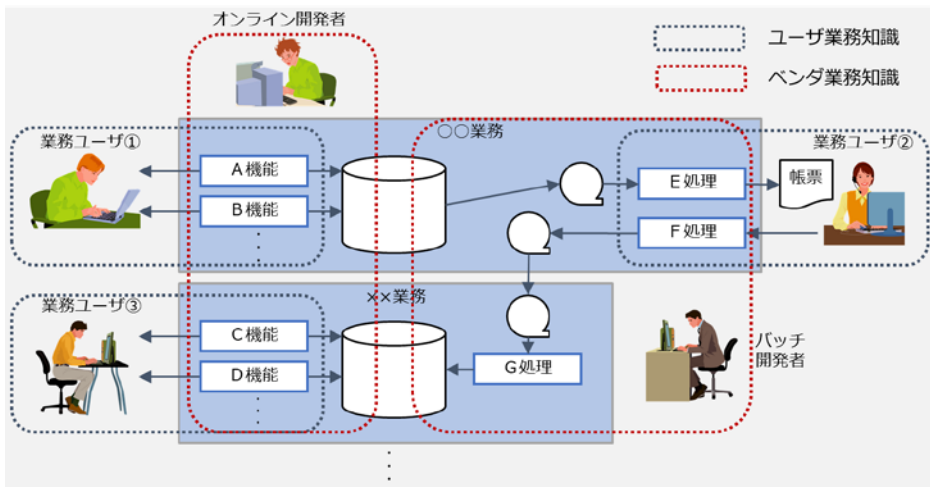 オンライン開発者
ユーザ業務知識
ベンダ業務知識
〇〇業務
業務ユーザ①
業務ユーザ②
A機能
B機能
・
・
E処理
帳票
F処理
××業務
業務ユーザ③
C機能
D機能
・
・
G処理
バッチ
開発者
・
・
・